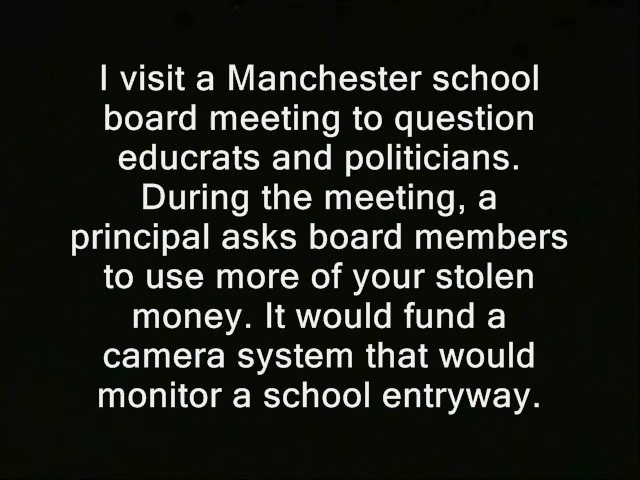 I visit a Manchester school
board meeting to question
educrats and politicians.
During the meeting, a
principal asks board members
to use more of your stolen
money. It would fund a
camera system that would
monitor a school entryway.